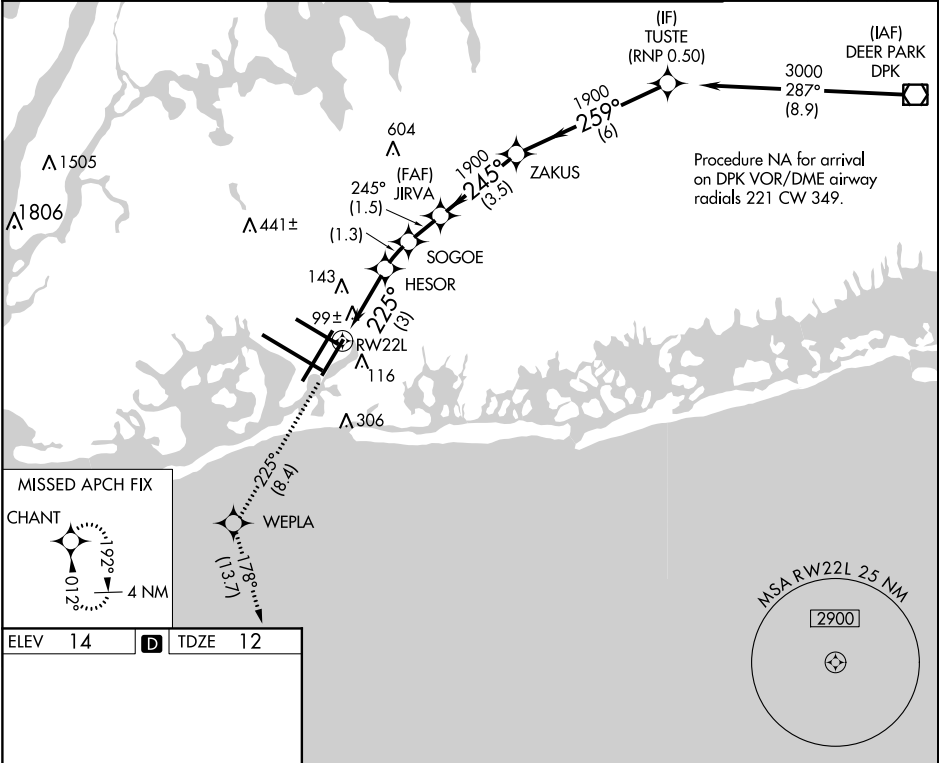 (IF)
TUSTE
(RNP 0.50)
(IAF)
DEER PARK
DPK
3000
287°
(8.9)
1900
259°
(6)
604
1505
1806
441±
(FAF)
JIRVA
1900
245°
(3.5)
ZAKUS
245°
(1.5)
(1.3)
SOGOE
HESOR
Procedure NA for arrival
on DPK VOR/DME airway
radials 221 CW 349.
143
99±
225°
(3)
RW22L
116
306
225°
(8.4)
WEPLA
178°
(13.7)
MISSED APCH FIX
CHANT
192°
012°
4 NM
ELEV 14 D TDZE 12
MSA RW22L 25 NM
2900